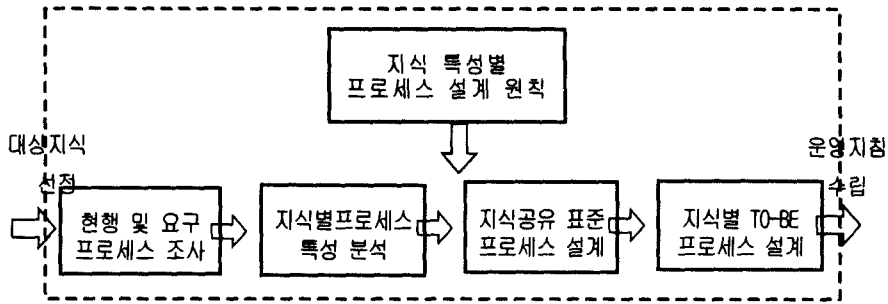 지식 특성별
프로세스 설계 원칙
대상지식
선정
운영지침
수립
현행 및 요구
프로세스 조사
지식별프로세스
특성 분석
지식공유 표준
프로세스 설계
지식별 TO-BE
프로세스 설계